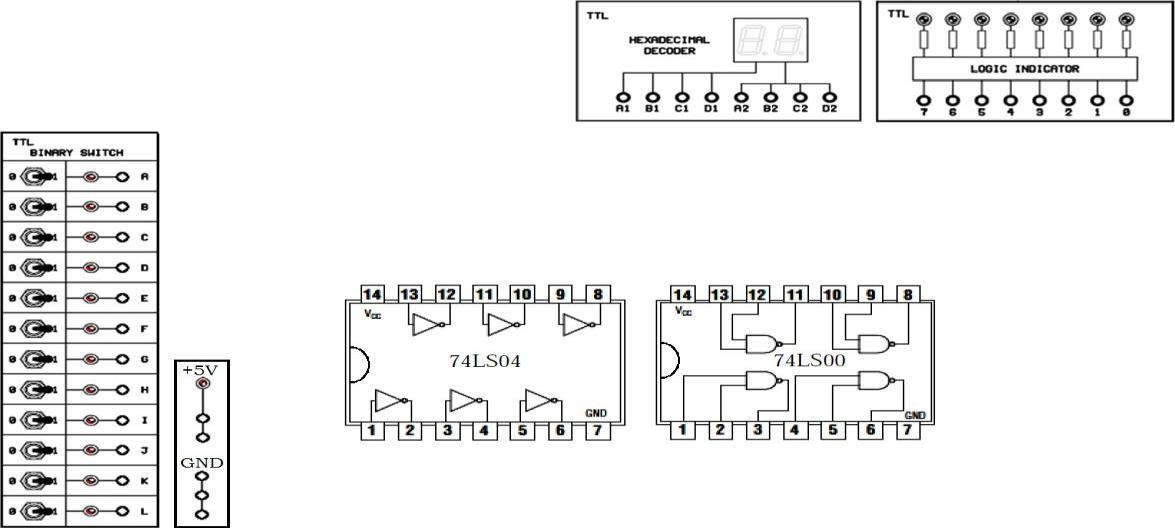 TTL
HEXADECIMAL
DECODER
A1 B1 C1 D1 A2 B2 C2 D2
TTL
LOGIC INDICATOR
7 6 5 4 3 2 1 0
TTL
BINARY SWITCH
0 1 A
0 1 B
0 1 C
0 1 D
0 1 E
0 1 F
0 1 G
0 1 H
0 1 I
0 1 J
0 1 K
0 1 L
+5V
GND
14 13 12 11 10 9 8
VCC
74LS04
GND
1 2 3 4 5 6 7
14 13 12 11 10 9 8
VCC
74LS00
GND
1 2 3 4 5 6 7